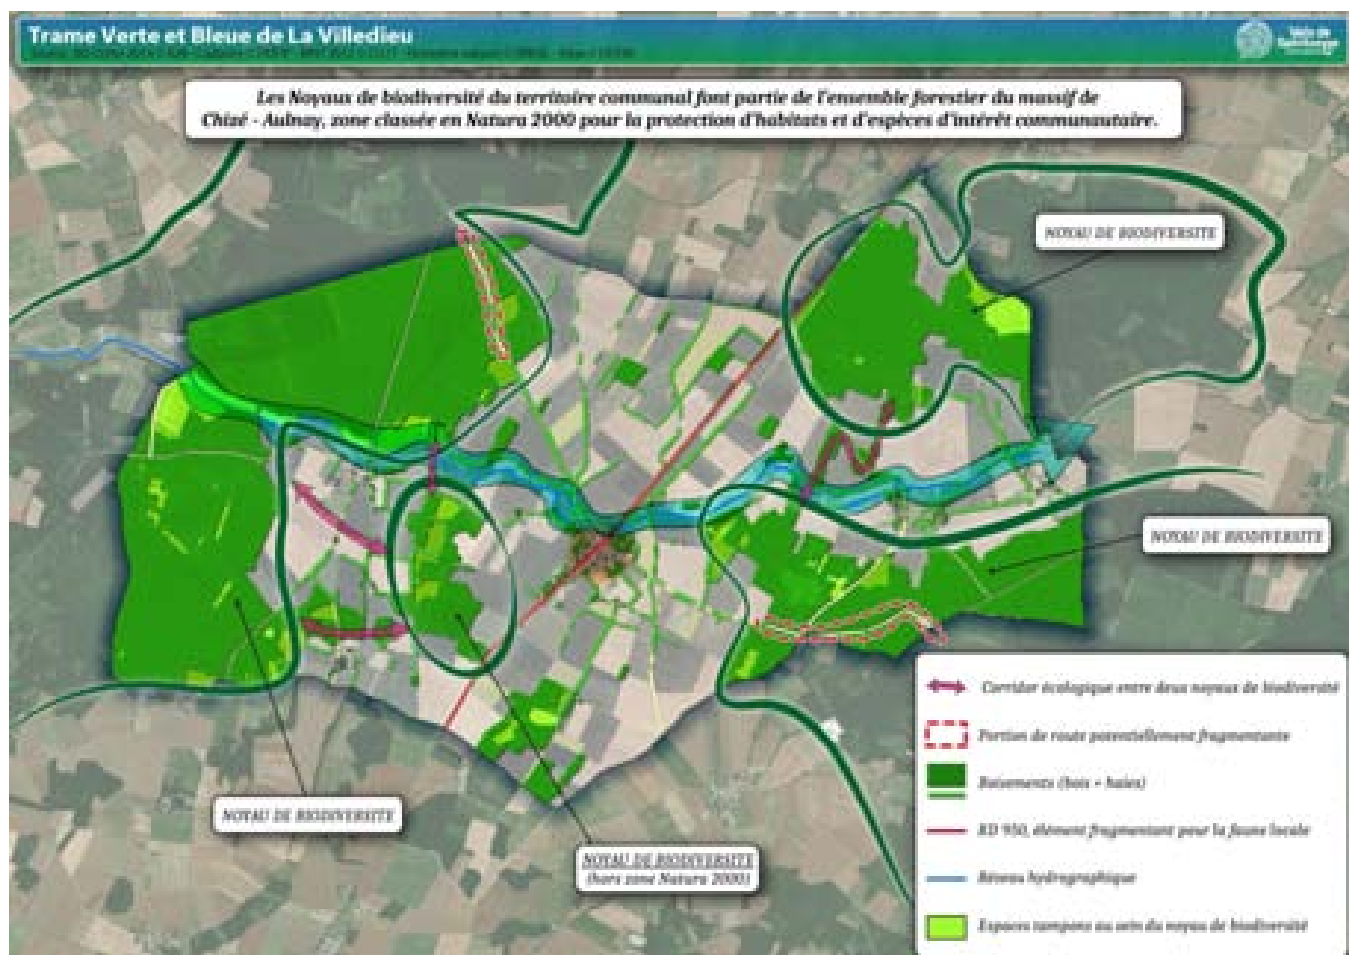 Trame Verte et Bleue de La Villedieu
Les Noyaux de biodiversité du territoire communal font partie de l'ensemble forestier du massif de
Chizé - Aulnay, zone classée en Natura 2000 pour la protection d'habitats et d'espèces d'intérêt communautaire.
NOYAU DE BIODIVERSITE
NOYAU DE BIODIVERSITE
NOYAU DE BIODIVERSITE
NOYAU DE BIODIVERSITE
(hors zone Natura 2000)
Corridor écologique entre deux noyaux de biodiversité
Portion de route potentiellement fragmentante
Boisements (bois + haies)
RD 950, élément fragmentant pour la faune locale
Réseau hydrographique
Espaces tampons au sein du noyau de biodiversité